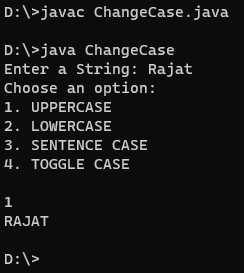 D:\>javac ChangeCase.java
D:\>java ChangeCase
Enter a String: Rajat
Choose an option:
1. UPPERCASE
2. LOWERCASE
3. SENTENCE CASE
4. TOGGLE CASE
1
RAJAT
D:\>